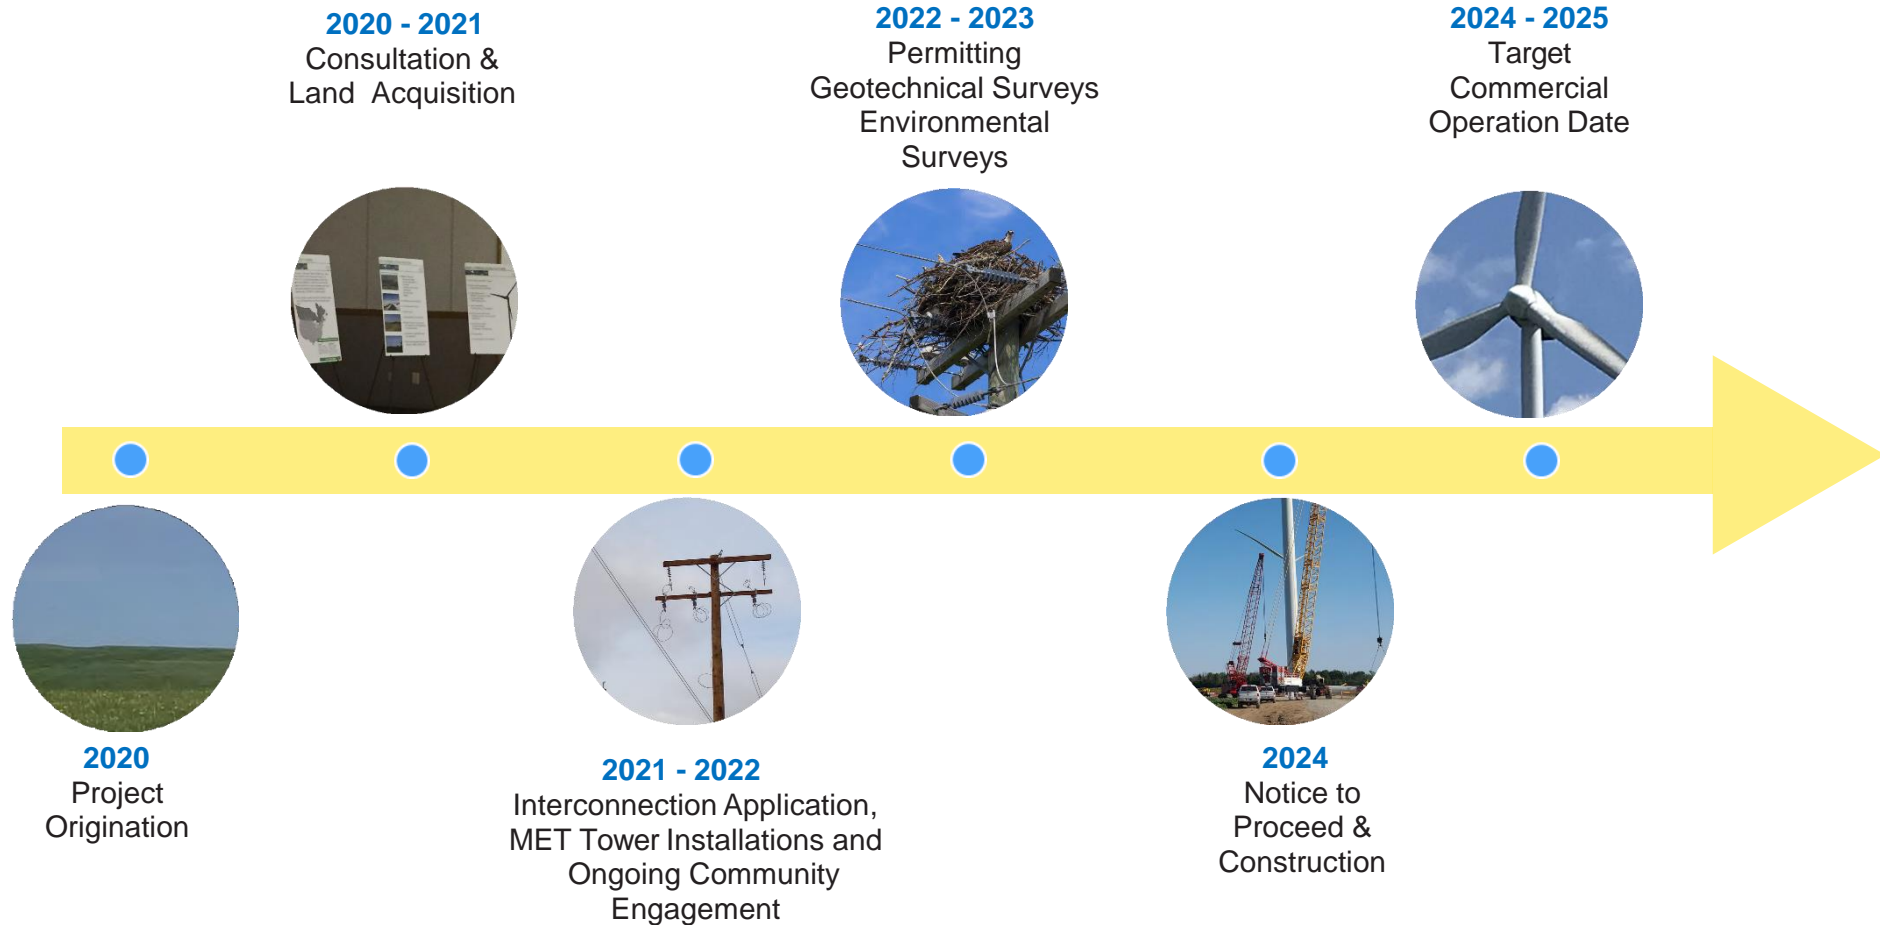 2020 - 2021
Consultation &
Land Acquisition
2022 - 2023
Permitting
Geotechnical Surveys
Environmental
Surveys
2024 - 2025
Target
Commercial
Operation Date
2020
Project
Origination
2021 - 2022
Interconnection Application,
MET Tower Installations and
Ongoing Community
Engagement
2024
Notice to
Proceed &
Construction